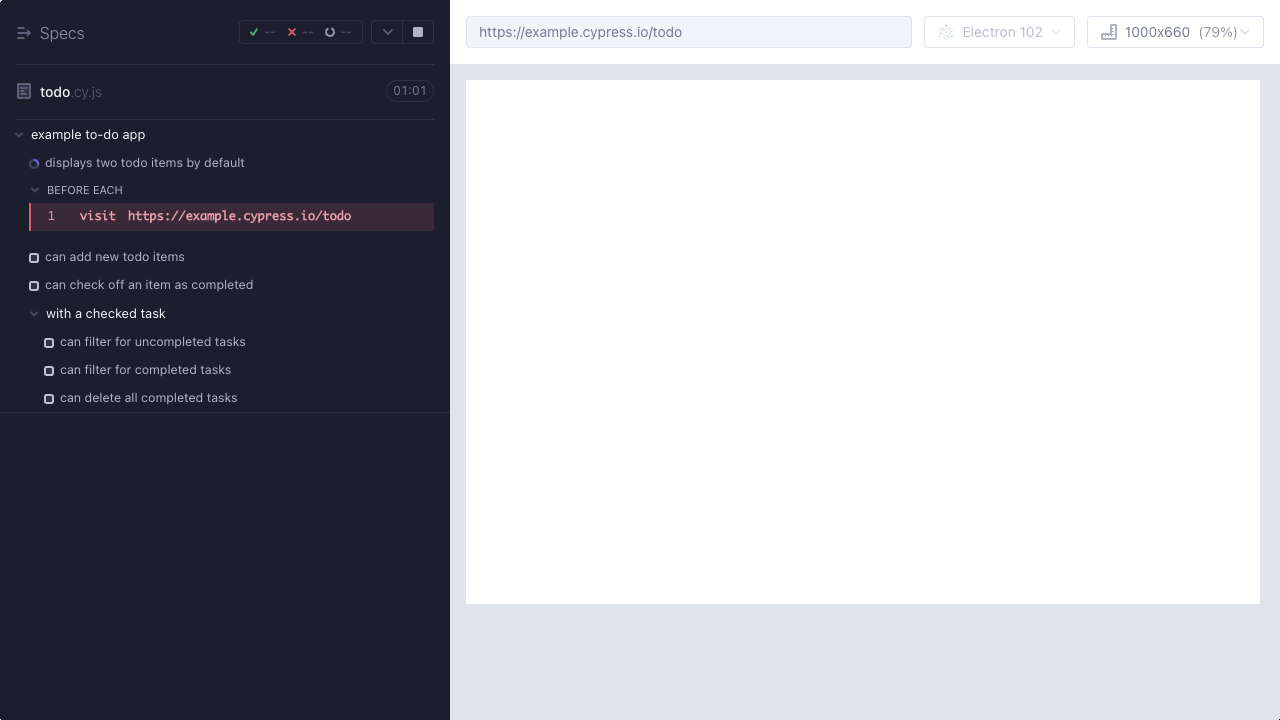 Specs
-- -- --
todo.cy.js
01:01
example to-do app
displays two todo items by default
BEFORE EACH
1 visit https://example.cypress.io/todo
can add new todo items
can check off an item as completed
with a checked task
can filter for uncompleted tasks
can filter for completed tasks
can delete all completed tasks
https://example.cypress.io/todo
Electron 102
1000x660 (79%)